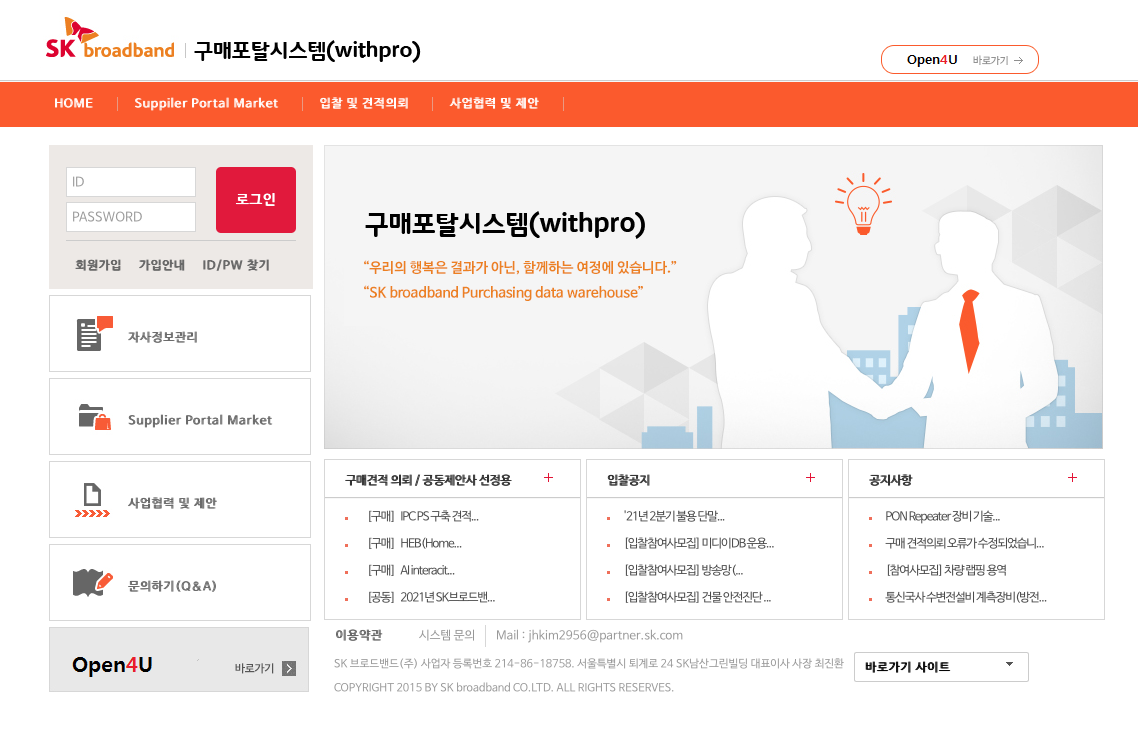 SK broadband
구매포탈시스템(withpro)
Open4U 바로가기
HOME
Suppiler Portal Market
입찰 및 견적의뢰
사업협력 및 제안
ID
PASSWORD
로그인
회원가입 가입안내 ID/PW 찾기
자사정보관리
Supplier Portal Market
사업협력 및 제안
문의하기(Q&A)
Open4U 바로가기
구매포탈시스템(withpro)
“우리의 행복은 결과가 아닌, 함께하는 여정에 있습니다.”
“SK broadband Purchasing data warehouse”
구매견적 의뢰 / 공동제안사 선정용
[구매] IPC PS 구축 견적...
[구매] HEB (Home...
[구매] AI interacit...
[공동] 2021년 SK브로드밴...
입찰공지
'21년 2분기 불용 단말...
[입찰참여사모집] 미디이DB 운용...
[입찰참여사모집] 방송망 (...
[입찰참여사모집] 건물 안전진단 ...
공지사항
PON Repeater 장비 기술...
구매 견적의뢰 오류가 수정되었습니...
[참여사모집] 차량 랩핑 용역
통신국사 수변전설비 계측장비(방전...
이용약관 시스템 문의 Mail : jhkim2956@partner.sk.com
SK 브로드밴드(주) 사업자 등록번호 214-86-18758. 서울특별시 퇴계로 24 SK남산그린빌딩 대표이사 사장 최진환
COPYRIGHT 2015 BY SK broadband CO.LTD. ALL RIGHTS RESERVES.
바로가기 사이트